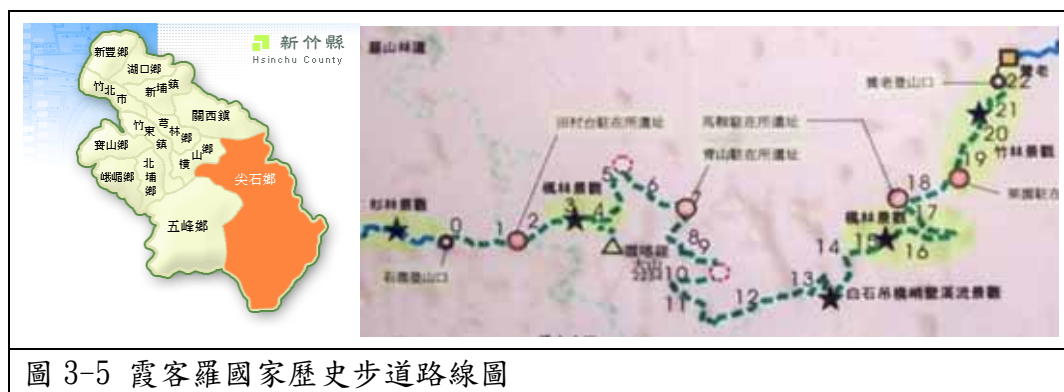 新竹縣
Hsinchu County
新豐鄉
湖口鄉
竹北市
新埔鎮
關西鎮
竹東鎮
芎林鄉
橫山鄉
寶山鄉
北埔鄉
峨嵋鄉
尖石鄉
五峰鄉
養老
養老登山口
22
21
20
竹林景觀
19
田村台駐在所遺址
馬鞍駐在所遺址
楓林景觀
5
6
7
青山駐在所遺址
18
杉林景觀
0
1
2
3
4
楓林景觀
17
石鹿登山口
8
9
14
15
16
10
11
12
13
白石吊橋峭壁溪流景觀
圖 3-5 霞客羅國家歷史步道路線圖